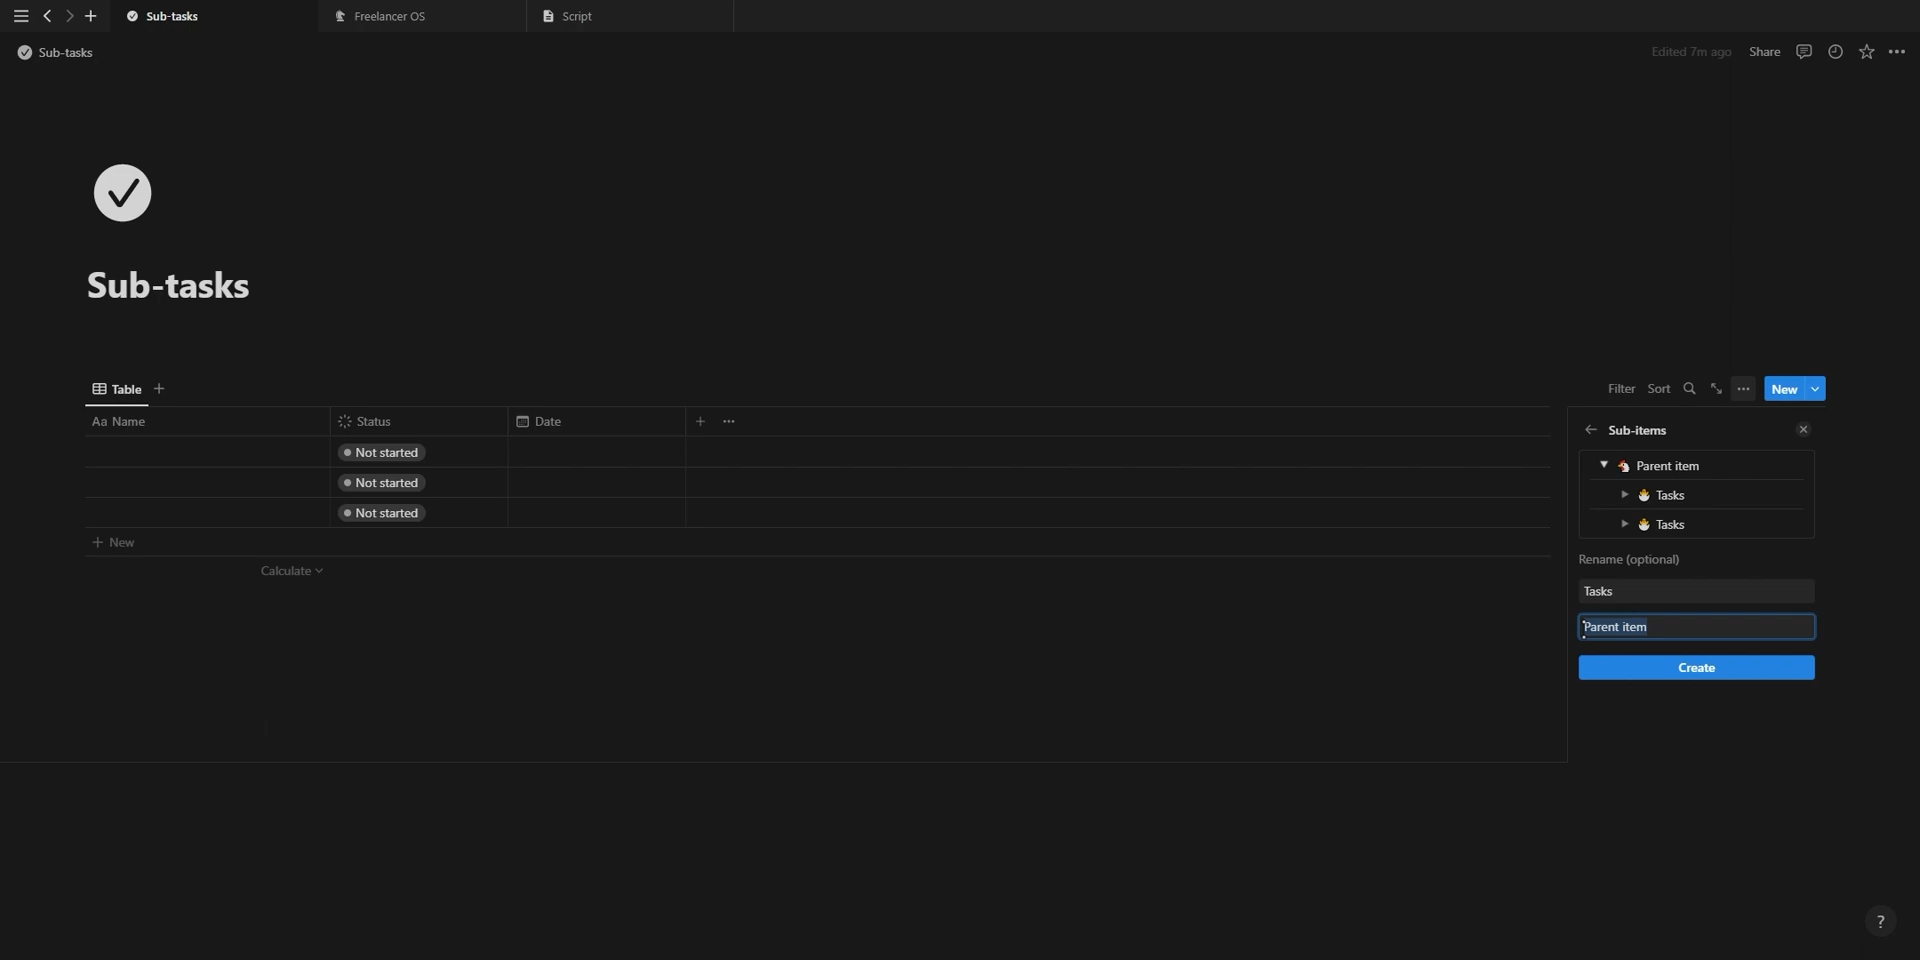 Sub-tasks
Freelancer OS
Script
Sub-tasks
Edited 7m ago
Share
Sub-tasks
Table
Filter
Sort
New
Aa Name
Status
Date
Not started
Not started
Not started
New
Calculate
Sub-items
Parent item
Tasks
Tasks
Rename (optional)
Tasks
Parent item
Create
?